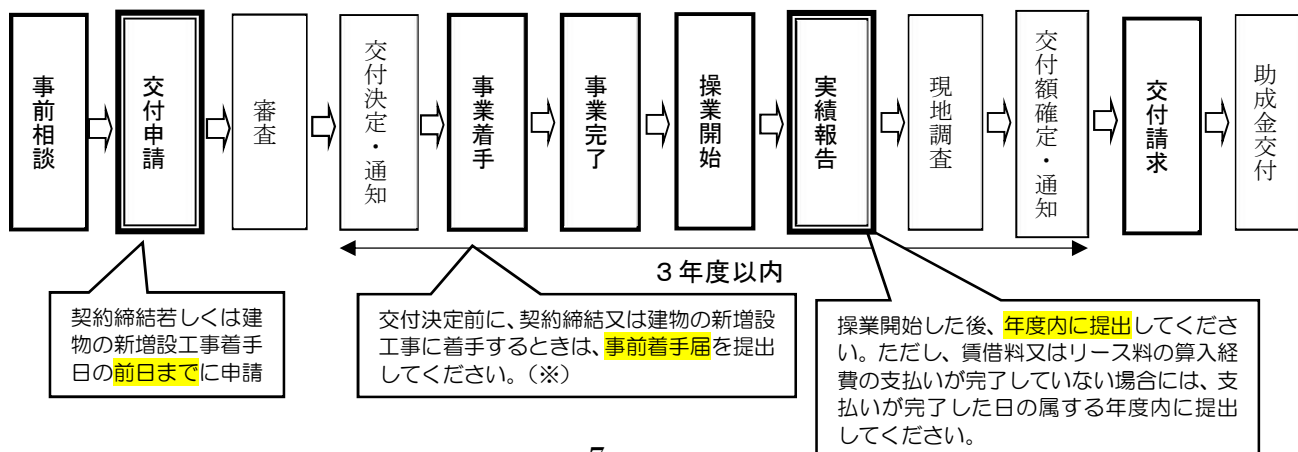 事前相談
交付申請
審査
交付決定・通知
事業着手
事業完了
操業開始
実績報告
現地調査
交付額確定・通知
交付請求
助成金交付
3年度以内
契約締結若しくは建
物の新増設工事着手
日の前日までに申請
交付決定前に、契約締結又は建物の新増設
工事に着手するときは、事前着手届を提出
してください。（※）
操業開始した後、年度内に提出してくださ
い。ただし、賃借料又はリース料の算入経
費の支払いが完了していない場合には、支
払いが完了した日の属する年度内に提出
してください。